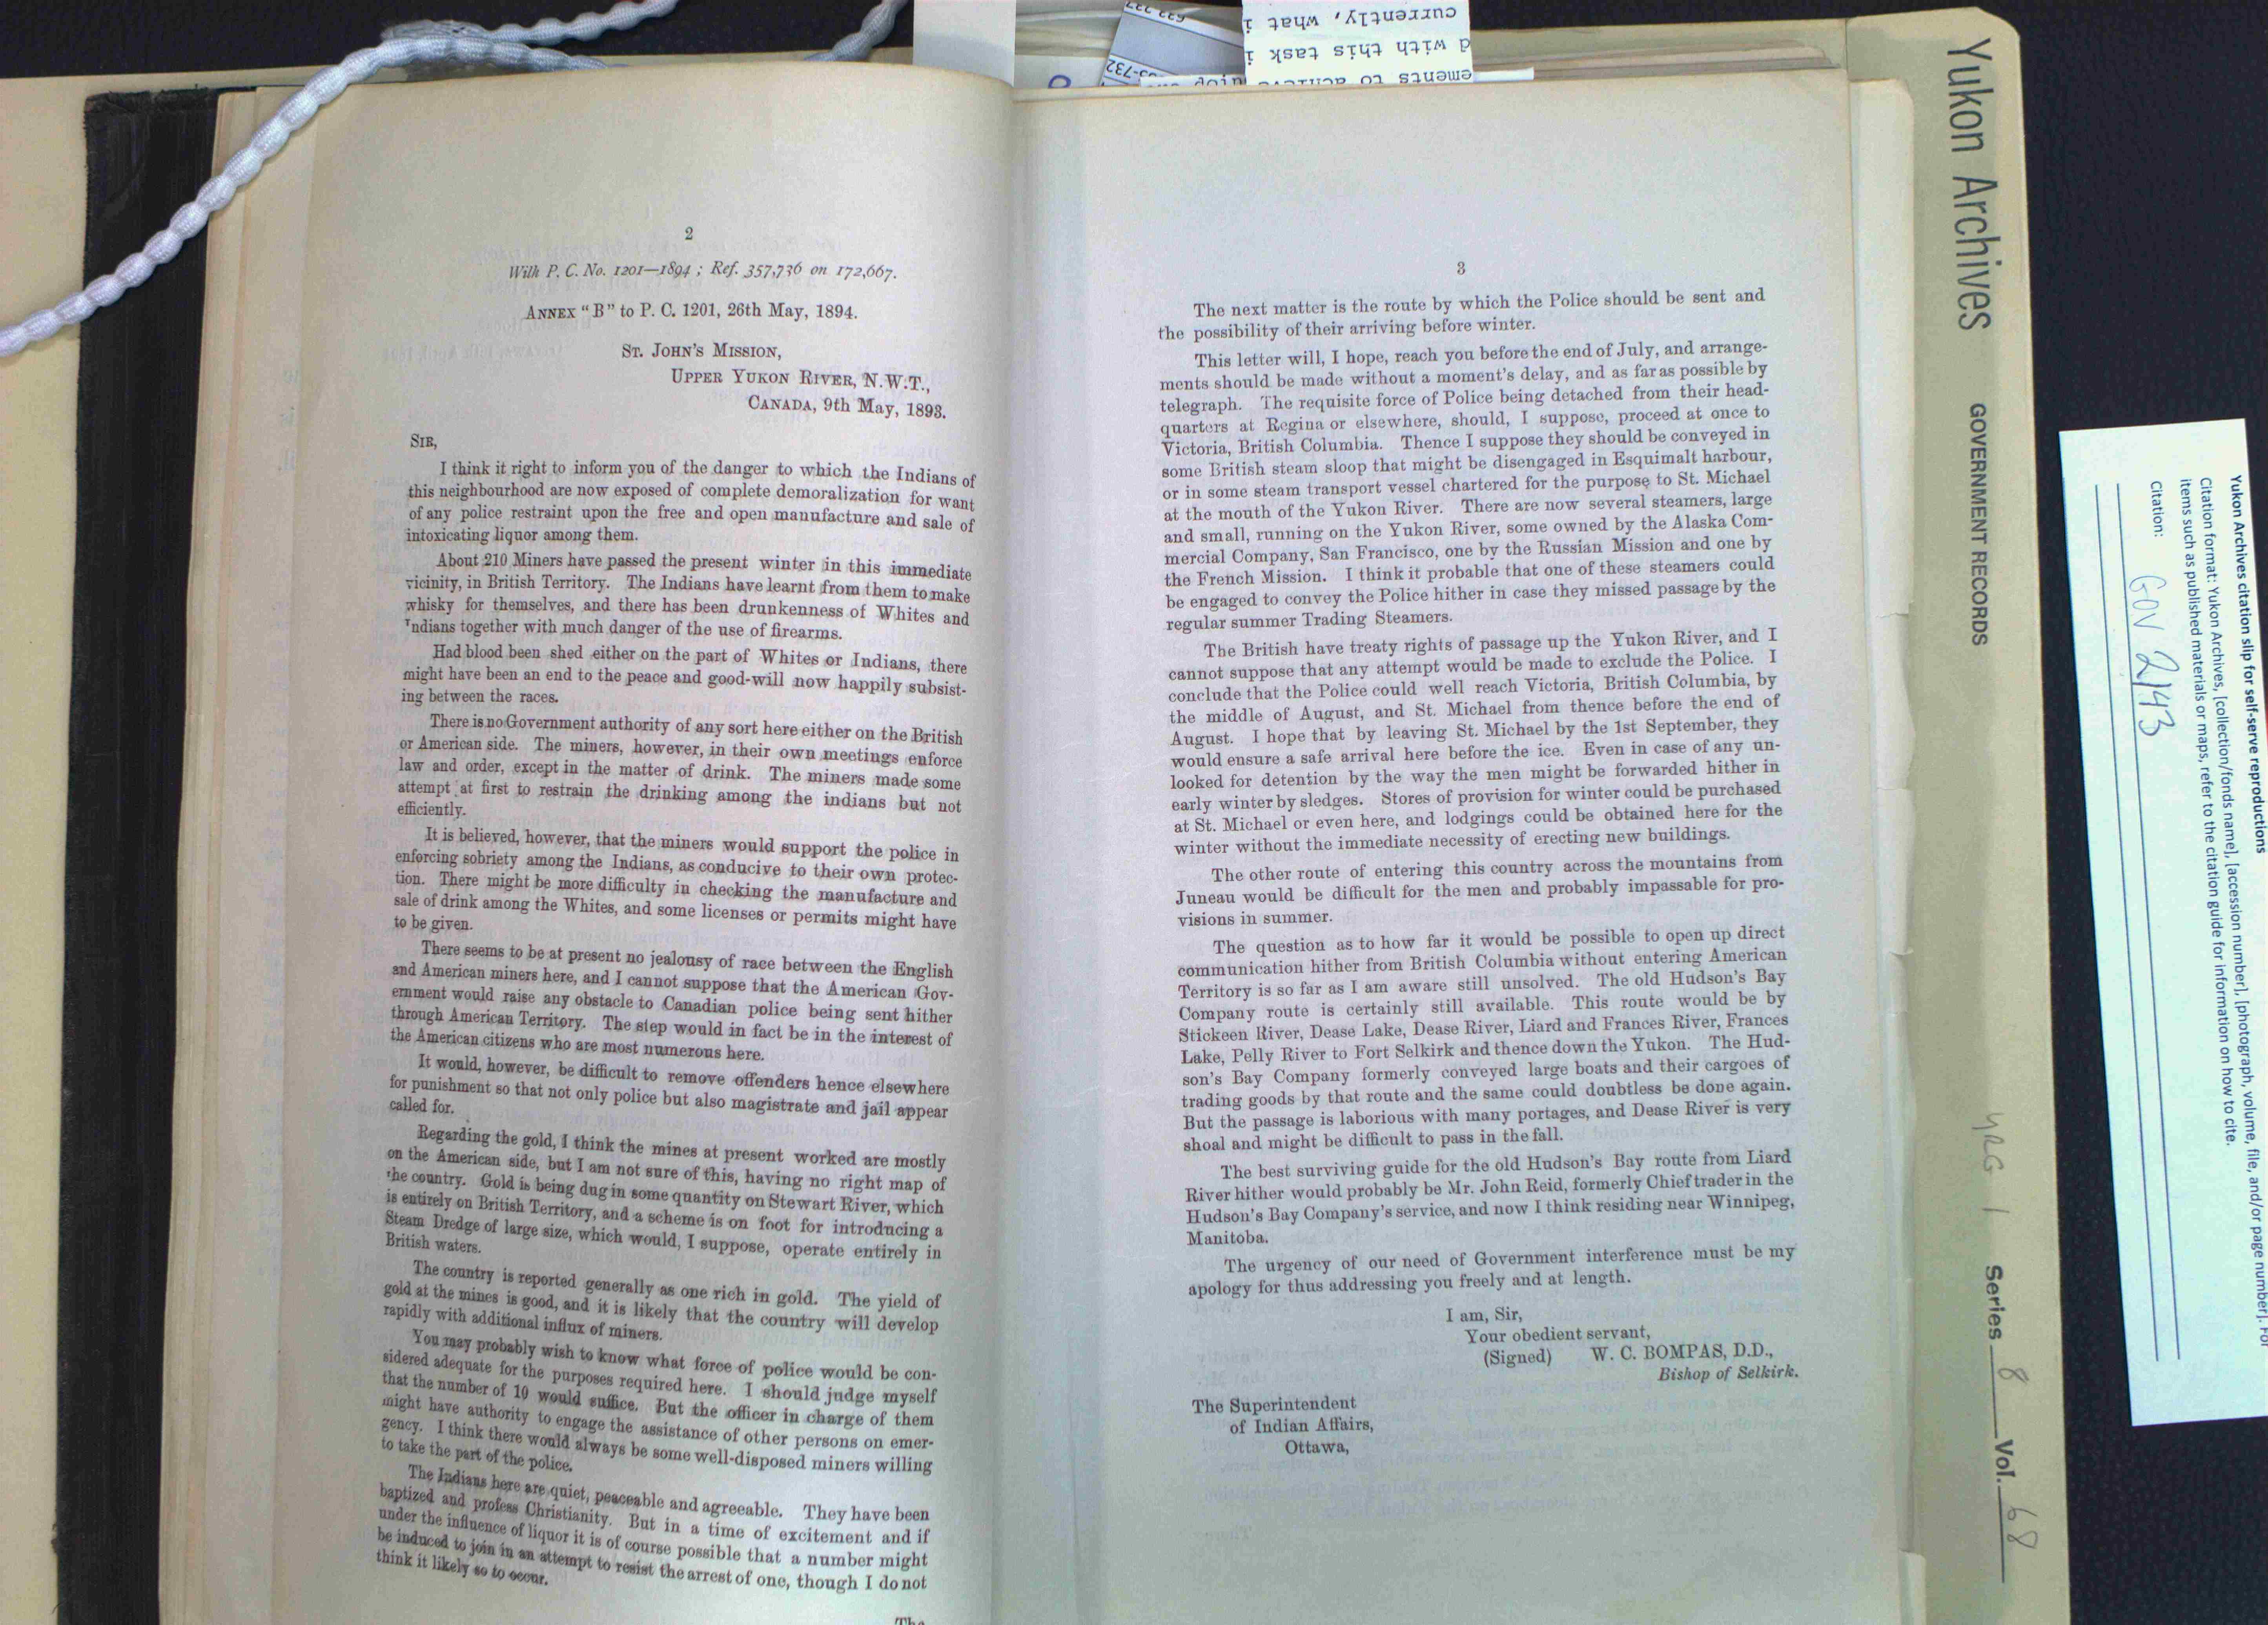 2
With P. C. No. 1201—1894 ; Ref. 357,736 on 172,667.
ANNEX "B" to P. C. 1201, 26th May, 1894.
ST. JOHN'S MISSION,
UPPER YUKON RIVER, N.W.T.,
CANADA, 9th May, 1893.
SIR,
I think it right to inform you of the danger to which the Indians of
this neighbourhood are now exposed of complete demoralization for want
of any police restraint upon the free and open manufacture and sale of
intoxicating liquor among them.
About 210 Miners have passed the present winter in this immediate
vicinity, in British Territory. The Indians have learnt from them to make
whisky for themselves, and there has been drunkenness of Whites and
Indians together with much danger of the use of firearms.
Had blood been shed either on the part of Whites or Indians, there
might have been an end to the peace and good-will now happily subsist-
ing between the races.
There is no Government authority of any sort here either on the British
or American side. The miners, however, in their own meetings enforce
law and order, except in the matter of drink. The miners made some
attempt at first to restrain the drinking among the indians but not
efficiently.
It is believed, however, that the miners would support the police in
enforcing sobriety among the Indians, as conducive to their own protec-
tion. There might be more difficulty in checking the manufacture and
sale of drink among the Whites, and some licenses or permits might have
to be given.
There seems to be at present no jealousy of race between the English
and American miners here, and I cannot suppose that the American Gov-
ernment would raise any obstacle to Canadian police being sent hither
through American Territory. The step would in fact be in the interest of
the American citizens who are most numerous here.
It would, however, be difficult to remove offenders hence elsewhere
for punishment so that not only police but also magistrate and jail appear
called for.
Regarding the gold, I think the mines at present worked are mostly
on the American side, but I am not sure of this, having no right map of
the country. Gold is being dug in some quantity on Stewart River, which
is entirely on British Territory, and a scheme is on foot for introducing a
Steam Dredge of large size, which would, I suppose, operate entirely in
British waters.
The country is reported generally as one rich in gold. The yield of
gold at the mines is good, and it is likely that the country will develop
rapidly with additional influx of miners.
You may probably wish to know what force of police would be con-
sidered adequate for the purposes required here. I should judge myself
that the number of 10 would suffice. But the officer in charge of them
might have authority to engage the assistance of other persons on emer-
gency. I think there would always be some well-disposed miners willing
to take the part of the police.
The Indians here are quiet, peaceable and agreeable. They have been
baptized and profess Christianity. But in a time of excitement and if
under the influence of liquor it is of course possible that a number might
be induced to join in an attempt to resist the arrest of one, though I do not
think it likely so to occur.
The
3
The next matter is the route by which the Police should be sent and
the possibility of their arriving before winter.
This letter will, I hope, reach you before the end of July, and arrange-
ments should be made without a moment's delay, and as far as possible by
telegraph. The requisite force of Police being detached from their head-
quarters at Regina or elsewhere, should, I suppose, proceed at once to
Victoria, British Columbia. Thence I suppose they should be conveyed in
some British steam sloop that might be disengaged in Esquimalt harbour,
or in some steam transport vessel chartered for the purpose to St. Michael
at the mouth of the Yukon River. There are now several steamers, large
and small, running on the Yukon River, some owned by the Alaska Com-
mercial Company, San Francisco, one by the Russian Mission and one by
the French Mission. I think it probable that one of these steamers could
be engaged to convey the Police hither in case they missed passage by the
regular summer Trading Steamers.
The British have treaty rights of passage up the Yukon River, and I
cannot suppose that any attempt would be made to exclude the Police. I
conclude that the Police could well reach Victoria, British Columbia, by
the middle of August, and St. Michael from thence before the end of
August. I hope that by leaving St. Michael by the 1st September, they
would ensure a safe arrival here before the ice. Even in case of any un-
looked for detention by the way the men might be forwarded hither in
early winter by sledges. Stores of provision for winter could be purchased
at St. Michael or even here, and lodgings could be obtained here for the
winter without the immediate necessity of erecting new buildings.
The other route of entering this country across the mountains from
Juneau would be difficult for the men and probably impassable for pro-
visions in summer.
The question as to how far it would be possible to open up direct
communication hither from British Columbia without entering American
Territory is so far as I am aware still unsolved. The old Hudson's Bay
Company route is certainly still available. This route would be by
Stickeen River, Dease Lake, Dease River, Liard and Frances River, Frances
Lake, Pelly River to Fort Selkirk and thence down the Yukon. The Hud-
son's Bay Company formerly conveyed large boats and their cargoes of
trading goods by that route and the same could doubtless be done again.
But the passage is laborious with many portages, and Dease River is very
shoal and might be difficult to pass in the fall.
The best surviving guide for the old Hudson's Bay route from Liard
River hither would probably be Mr. John Reid, formerly Chief trader in the
Hudson's Bay Company's service, and now I think residing near Winnipeg,
Manitoba.
The urgency of our need of Government interference must be my
apology for thus addressing you freely and at length.
I am, Sir,
Your obedient servant,
(Signed) W. C. BOMPAS, D.D.,
Bishop of Selkirk.
The Superintendent
of Indian Affairs,
Ottawa,
currently, what i
d with this task i
ements to achieve
Yukon Archives
GOVERNMENT RECORDS
YRG 1 Series 8 Vol. 68
Yukon Archives citation slip for self-serve reproductions
Citation format: Yukon Archives, [collection/fonds name], [accession number], [photograph, volume, file, and/or page number]. For
items such as published materials or maps, refer to the citation guide for information on how to cite.
Citation: GOV 2143